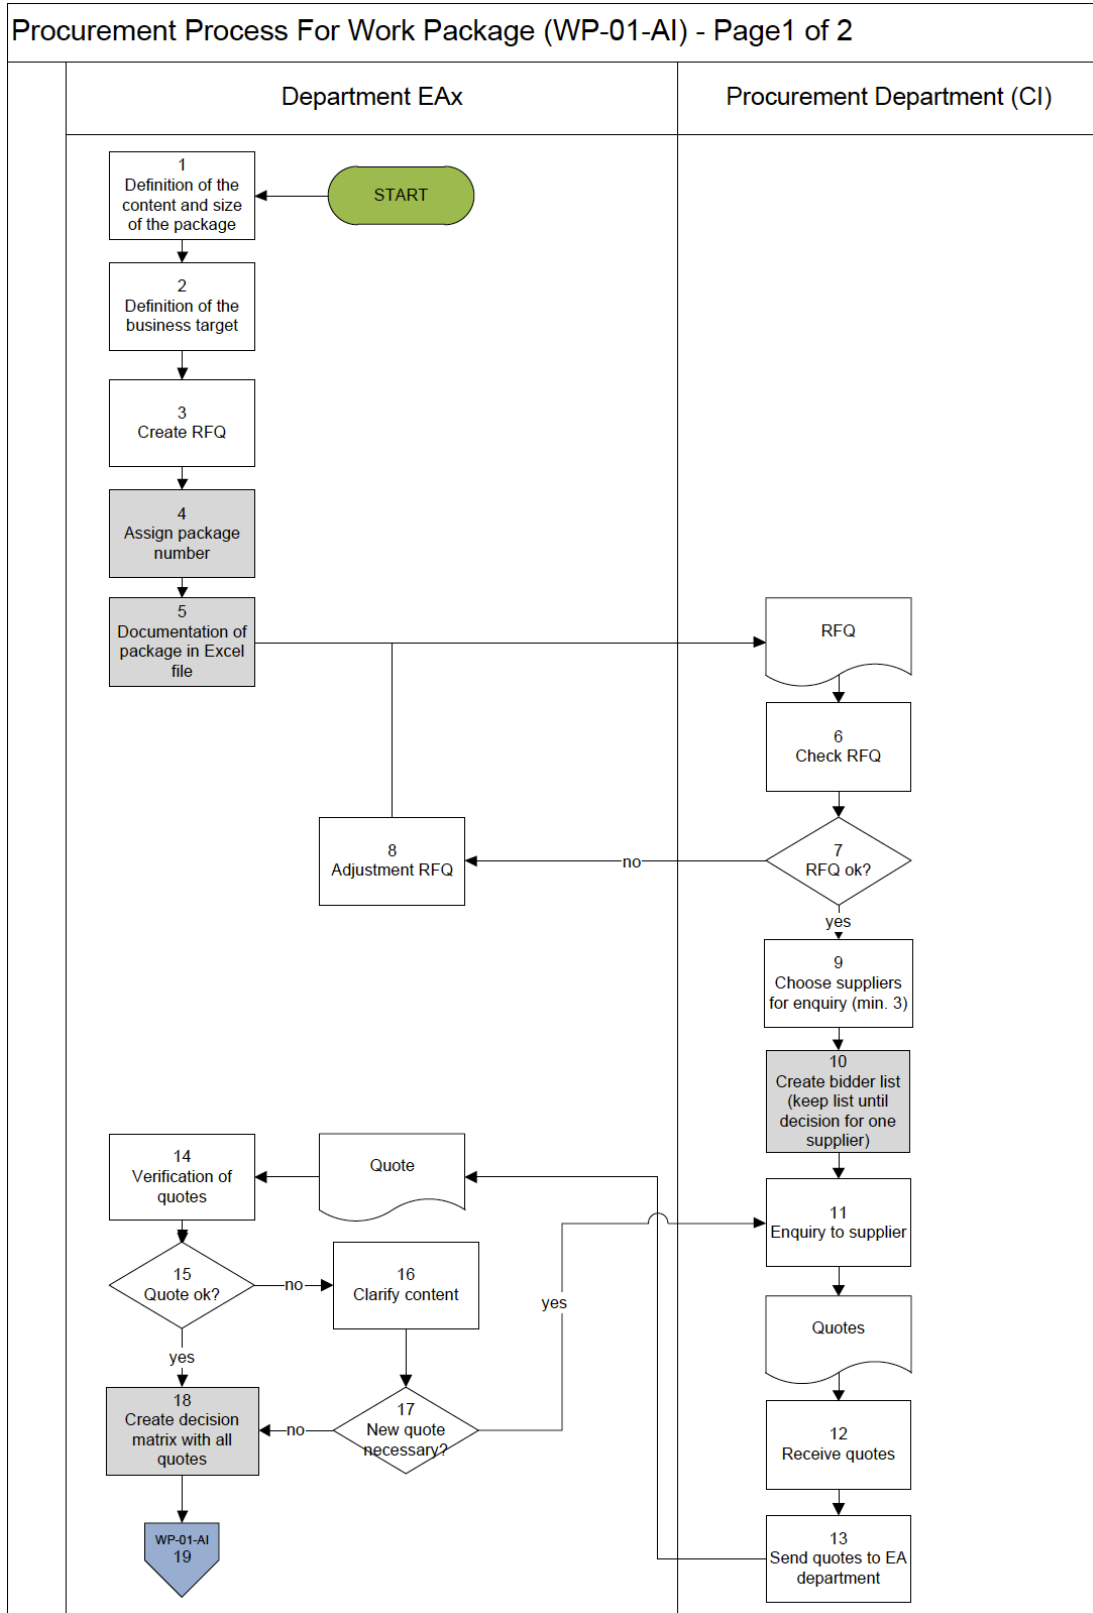 Procurement Process For Work Package (WP-01-AI) - Page1 of 2
Department EAx
Procurement Department (CI)
START
1
Definition of the
content and size
of the package
2
Definition of the
business target
3
Create RFQ
4
Assign package
number
5
Documentation of
package in Excel
file
RFQ
6
Check RFQ
7
RFQ ok?
no
8
Adjustment RFQ
yes
9
Choose suppliers
for enquiry (min. 3)
10
Create bidder list
(keep list until
decision for one
supplier)
11
Enquiry to supplier
Quotes
12
Receive quotes
13
Send quotes to EA
department
Quote
14
Verification of
quotes
15
Quote ok?
no
16
Clarify content
yes
17
New quote
necessary?
yes
no
18
Create decision
matrix with all
quotes
WP-01-AI
19